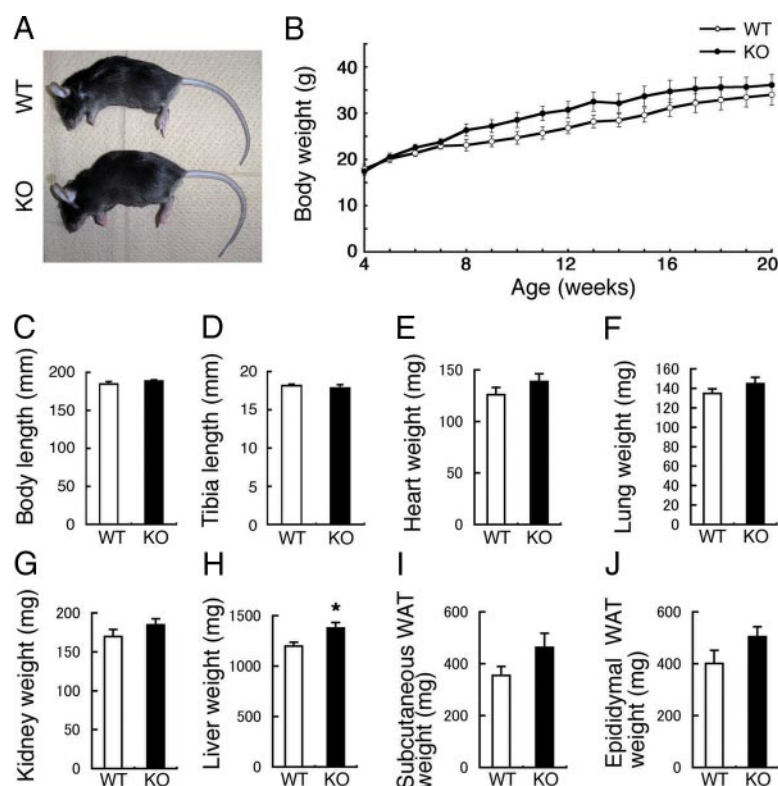 A
WT
KO
B
WT
KO
Body weight (g)
40
30
20
10
0
4
8
12
16
20
Age (weeks)
C
Body length (mm)
200
150
100
50
0
WT
KO
D
Tibia length (mm)
20
15
10
5
0
WT
KO
E
Heart weight (mg)
150
100
50
0
WT
KO
F
Lung weight (mg)
160
140
120
100
80
60
40
20
0
WT
KO
G
Kidney weight (mg)
200
150
100
50
0
WT
KO
H
Liver weight (mg)
1500
1000
500
0
*
WT
KO
I
Subcutaneous WAT
weight (mg)
600
400
200
0
WT
KO
J
Epididymal WAT
weight (mg)
600
400
200
0
WT
KO